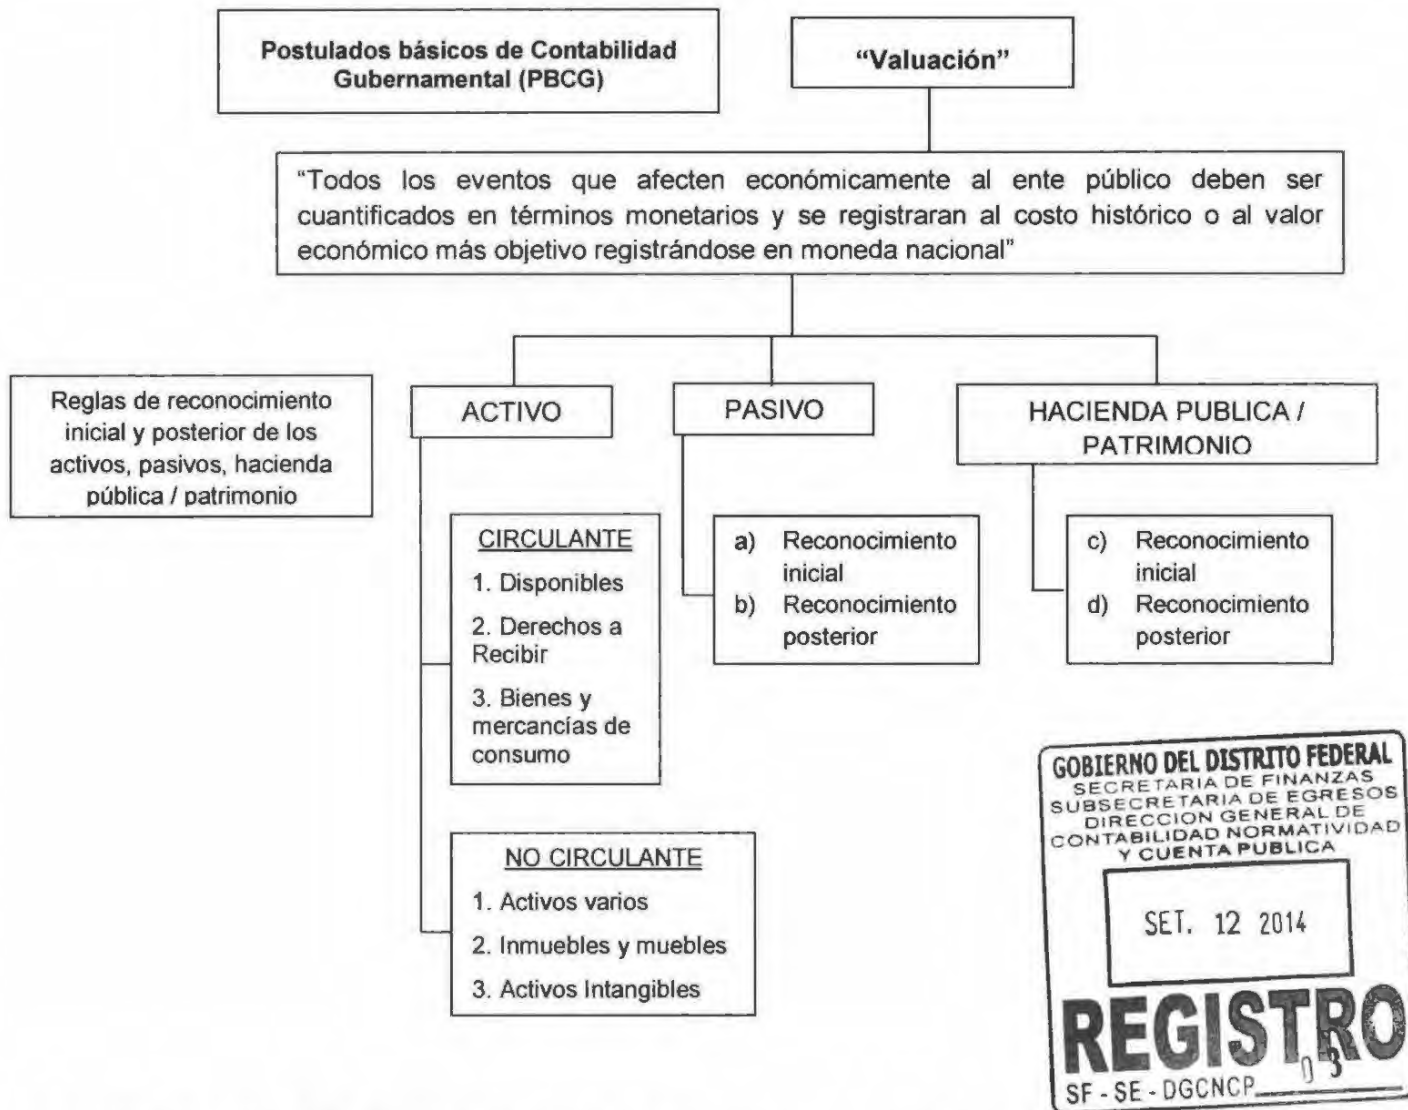 Postulados básicos de Contabilidad
Gubernamental (PBCG)
“Valuación”
“Todos los eventos que afecten económicamente al ente público deben ser
cuantificados en términos monetarios y se registraran al costo histórico o al valor
económico más objetivo registrándose en moneda nacional”
Reglas de reconocimiento
inicial y posterior de los
activos, pasivos, hacienda
pública / patrimonio
ACTIVO
CIRCULANTE
1. Disponibles
2. Derechos a
Recibir
3. Bienes y
mercancías de
consumo
NO CIRCULANTE
1. Activos varios
2. Inmuebles y muebles
3. Activos Intangibles
PASIVO
a) Reconocimiento
inicial
b) Reconocimiento
posterior
HACIENDA PUBLICA /
PATRIMONIO
c) Reconocimiento
inicial
d) Reconocimiento
posterior
GOBIERNO DEL DISTRITO FEDERAL
SECRETARIA DE FINANZAS
SUBSECRETARIA DE EGRESOS
DIRECCION GENERAL DE
CONTABILIDAD NORMATIVIDAD
Y CUENTA PUBLICA
SET. 12 2014
REGISTRO
SF - SE - DGCNCP